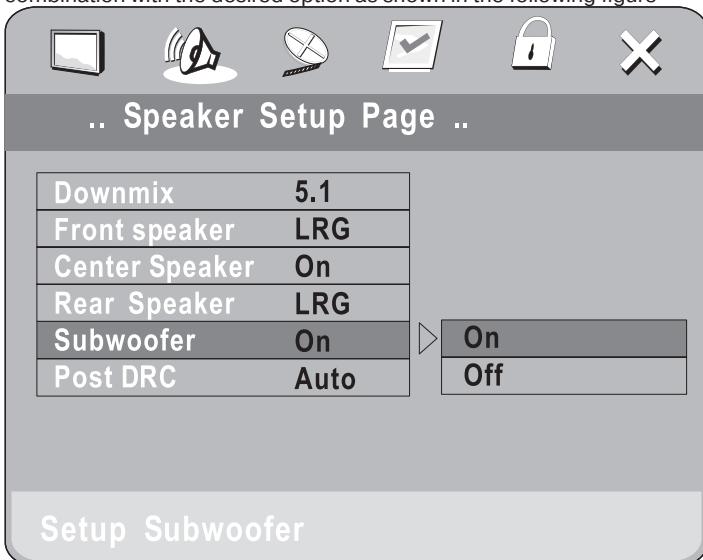 combination with the desired option as shown in the following figure
.. Speaker Setup Page ..
Downmix 5.1
Front speaker LRG
Center Speaker On
Rear Speaker LRG
Subwoofer On On
Post DRC Auto Off
Setup Subwoofer